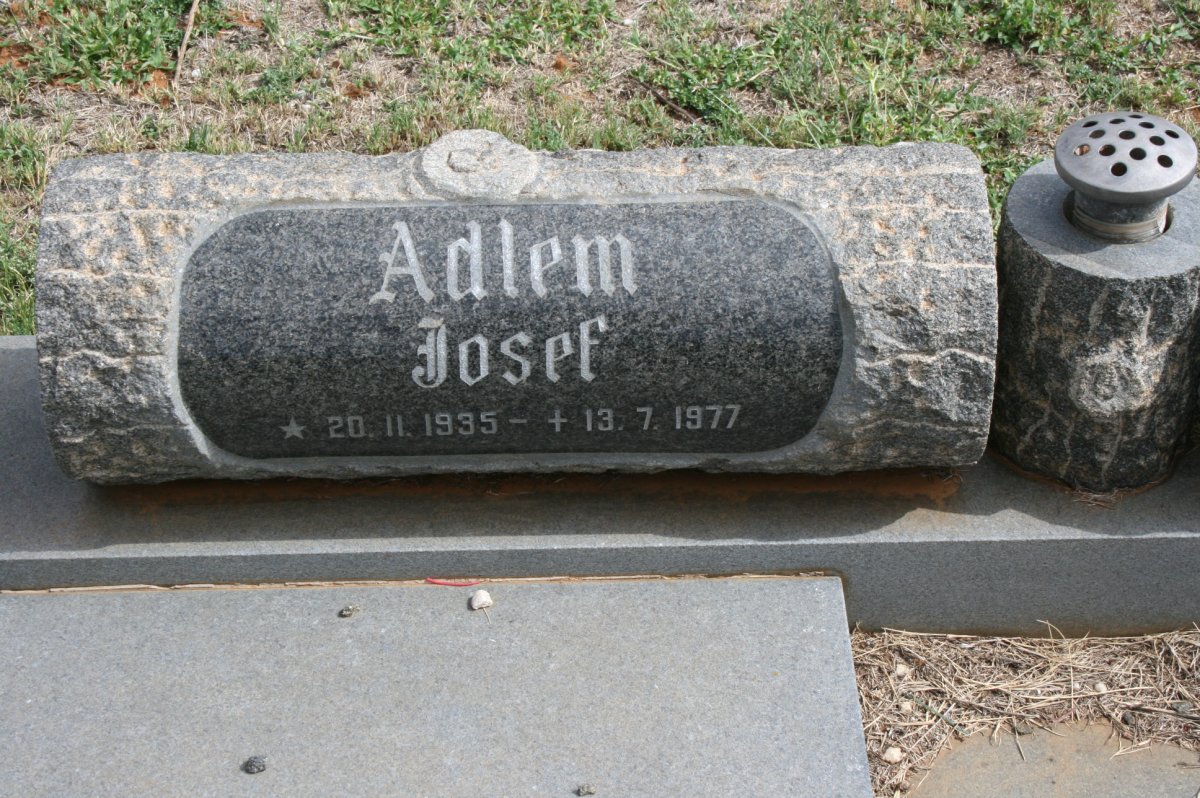 Adlem
Josef
★ 20. 11. 1935 – + 13. 7. 1977